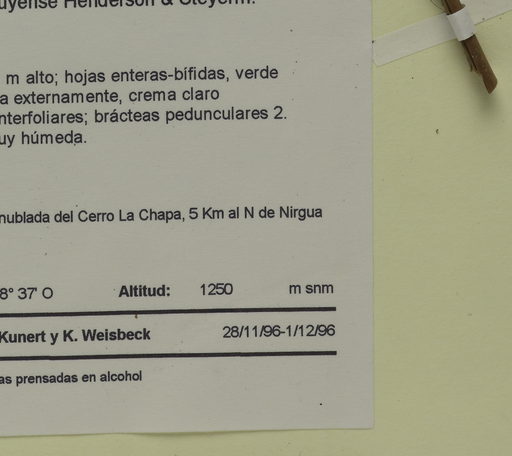 Henderson & Steyerm.
m alto; hojas enteras-bífidas, verde
a externamente, crema claro
nterfoliares; brácteas pedunculares 2.
uy húmeda.
nublada del Cerro La Chapa, 5 Km al N de Nirgua
8° 37' O Altitud: 1250 m snm
Kunert y K. Weisbeck 28/11/96-1/12/96
as prensadas en alcohol